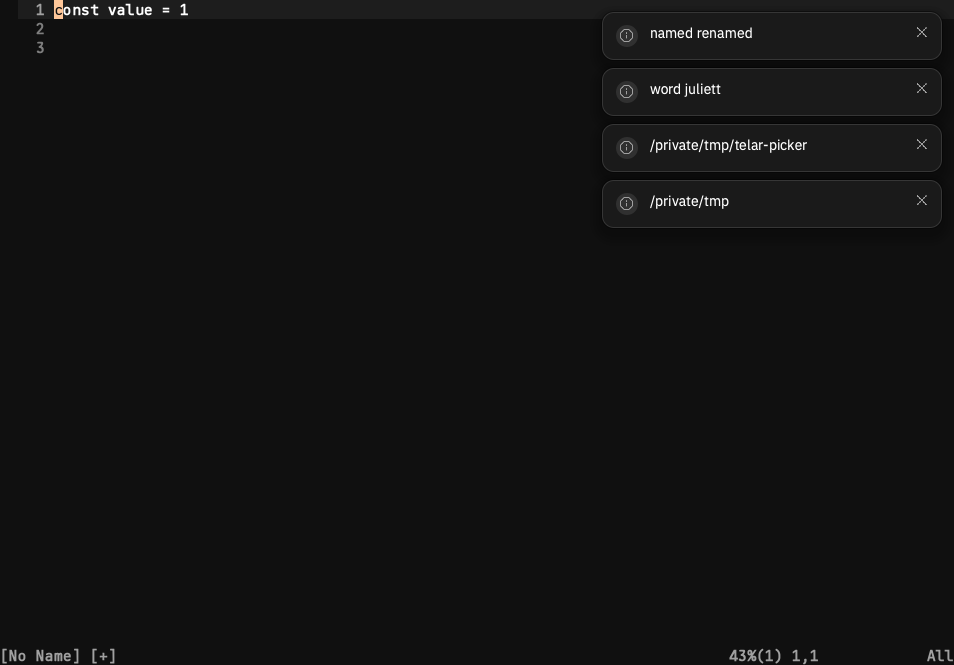 1 const value = 1
2
3
named renamed
word juliett
/private/tmp/telar-picker
/private/tmp
[No Name] [+] 43%(1) 1,1 All